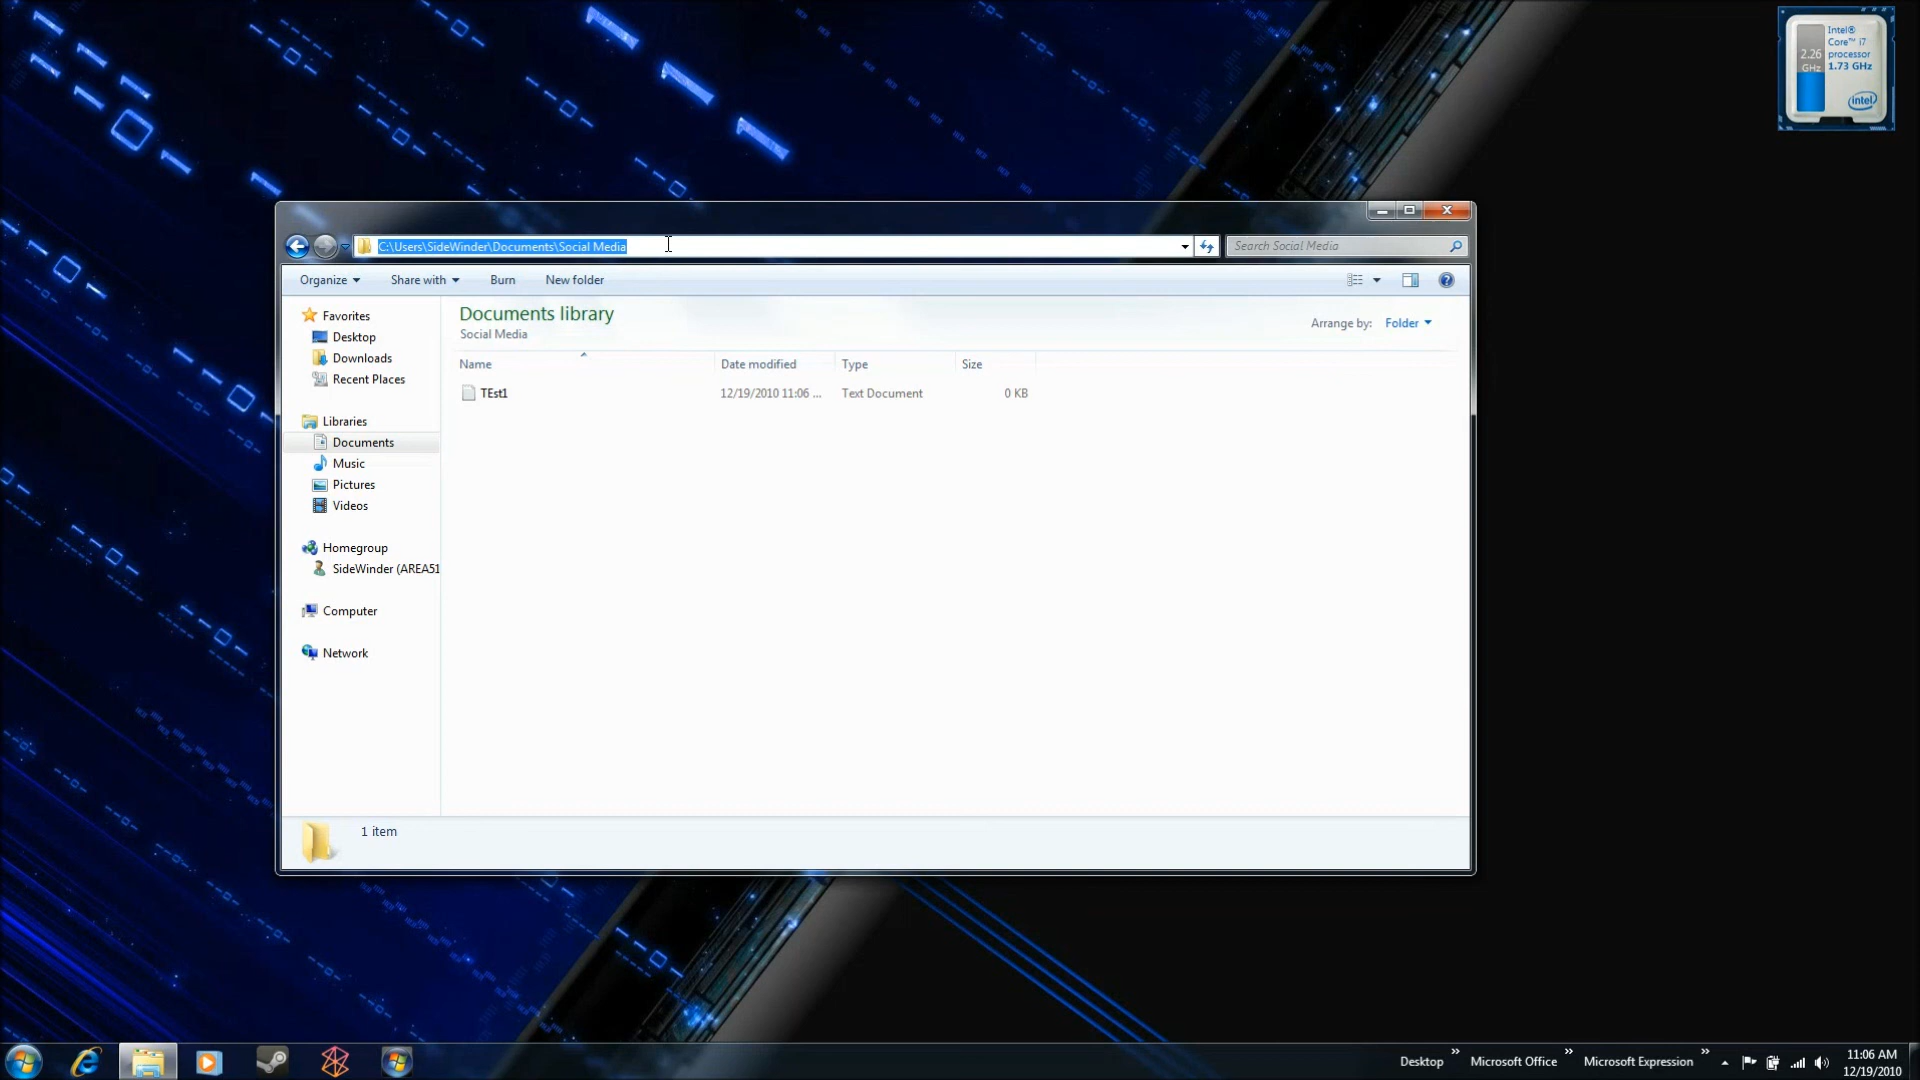 Intel®
Core™ i7
processor
1.73 GHz
2.26
GHz
intel
C:\Users\SideWinder\Documents\Social Media
Search Social Media
Organize
Share with
Burn
New folder
Favorites
Desktop
Downloads
Recent Places
Libraries
Documents
Music
Pictures
Videos
Homegroup
SideWinder (AREA51
Computer
Network
Documents library
Social Media
Arrange by: Folder
Name Date modified Type Size
TEst1 12/19/2010 11:06 ... Text Document 0 KB
1 item
Desktop
Microsoft Office
Microsoft Expression
11:06 AM
12/19/2010